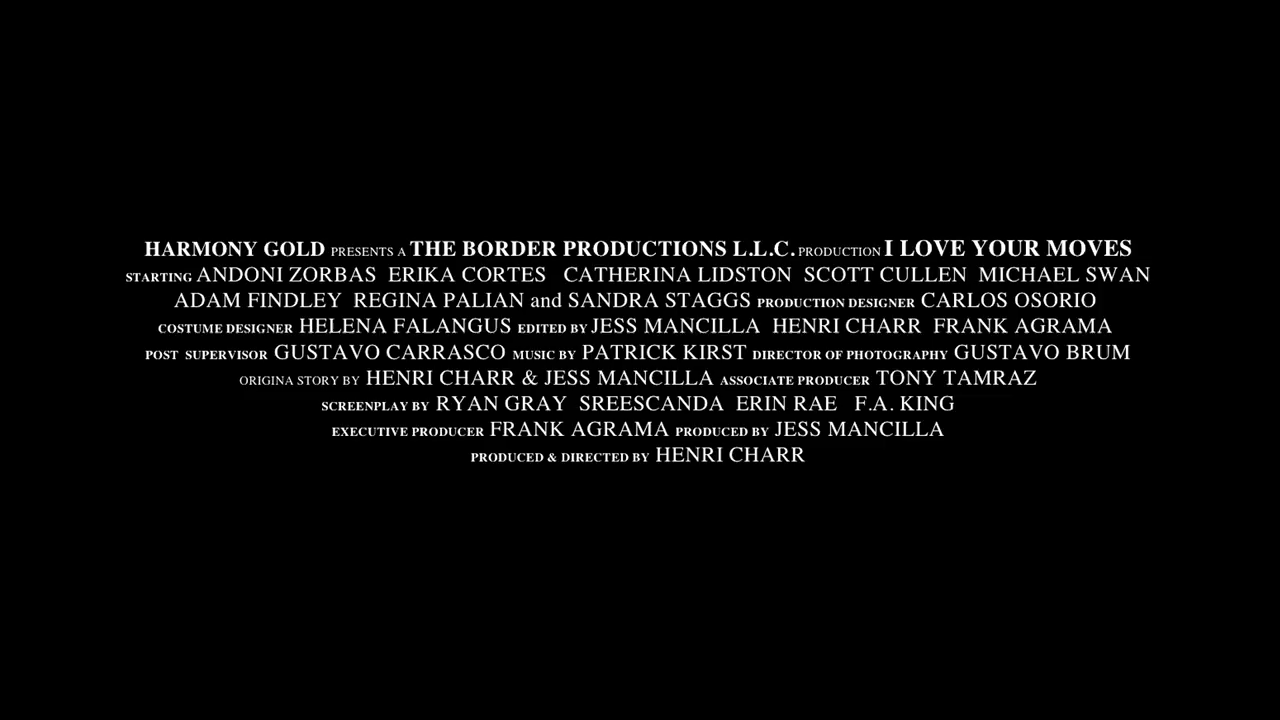 HARMONY GOLD PRESENTS A THE BORDER PRODUCTIONS L.L.C. PRODUCTION I LOVE YOUR MOVES
STARTING ANDONI ZORBAS ERIKA CORTES CATHERINA LIDSTON SCOTT CULLEN MICHAEL SWAN
ADAM FINDLEY REGINA PALIAN and SANDRA STAGGS PRODUCTION DESIGNER CARLOS OSORIO
COSTUME DESIGNER HELENA FALANGUS EDITED BY JESS MANCILLA HENRI CHARR FRANK AGRAMA
POST SUPERVISOR GUSTAVO CARRASCO MUSIC BY PATRICK KIRST DIRECTOR OF PHOTOGRAPHY GUSTAVO BRUM
ORIGINA STORY BY HENRI CHARR & JESS MANCILLA ASSOCIATE PRODUCER TONY TAMRAZ
SCREENPLAY BY RYAN GRAY SREESCANDA ERIN RAE F.A. KING
EXECUTIVE PRODUCER FRANK AGRAMA PRODUCED BY JESS MANCILLA
PRODUCED & DIRECTED BY HENRI CHARR